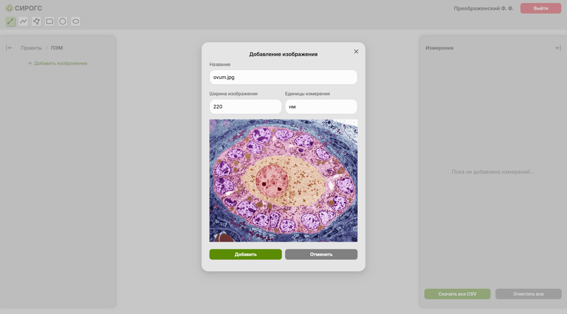 СИРОГС
Преображенский Ф. Ф.
Выйти
Проекты / ПЭМ
+ Добавить изображение
Добавление изображения
Название
ovum.jpg
Ширина изображения
Единицы измерения
220
нм
Добавить
Отменить
Измерения
Пока не добавлено измерений...
Скачать все CSV
Очистить все